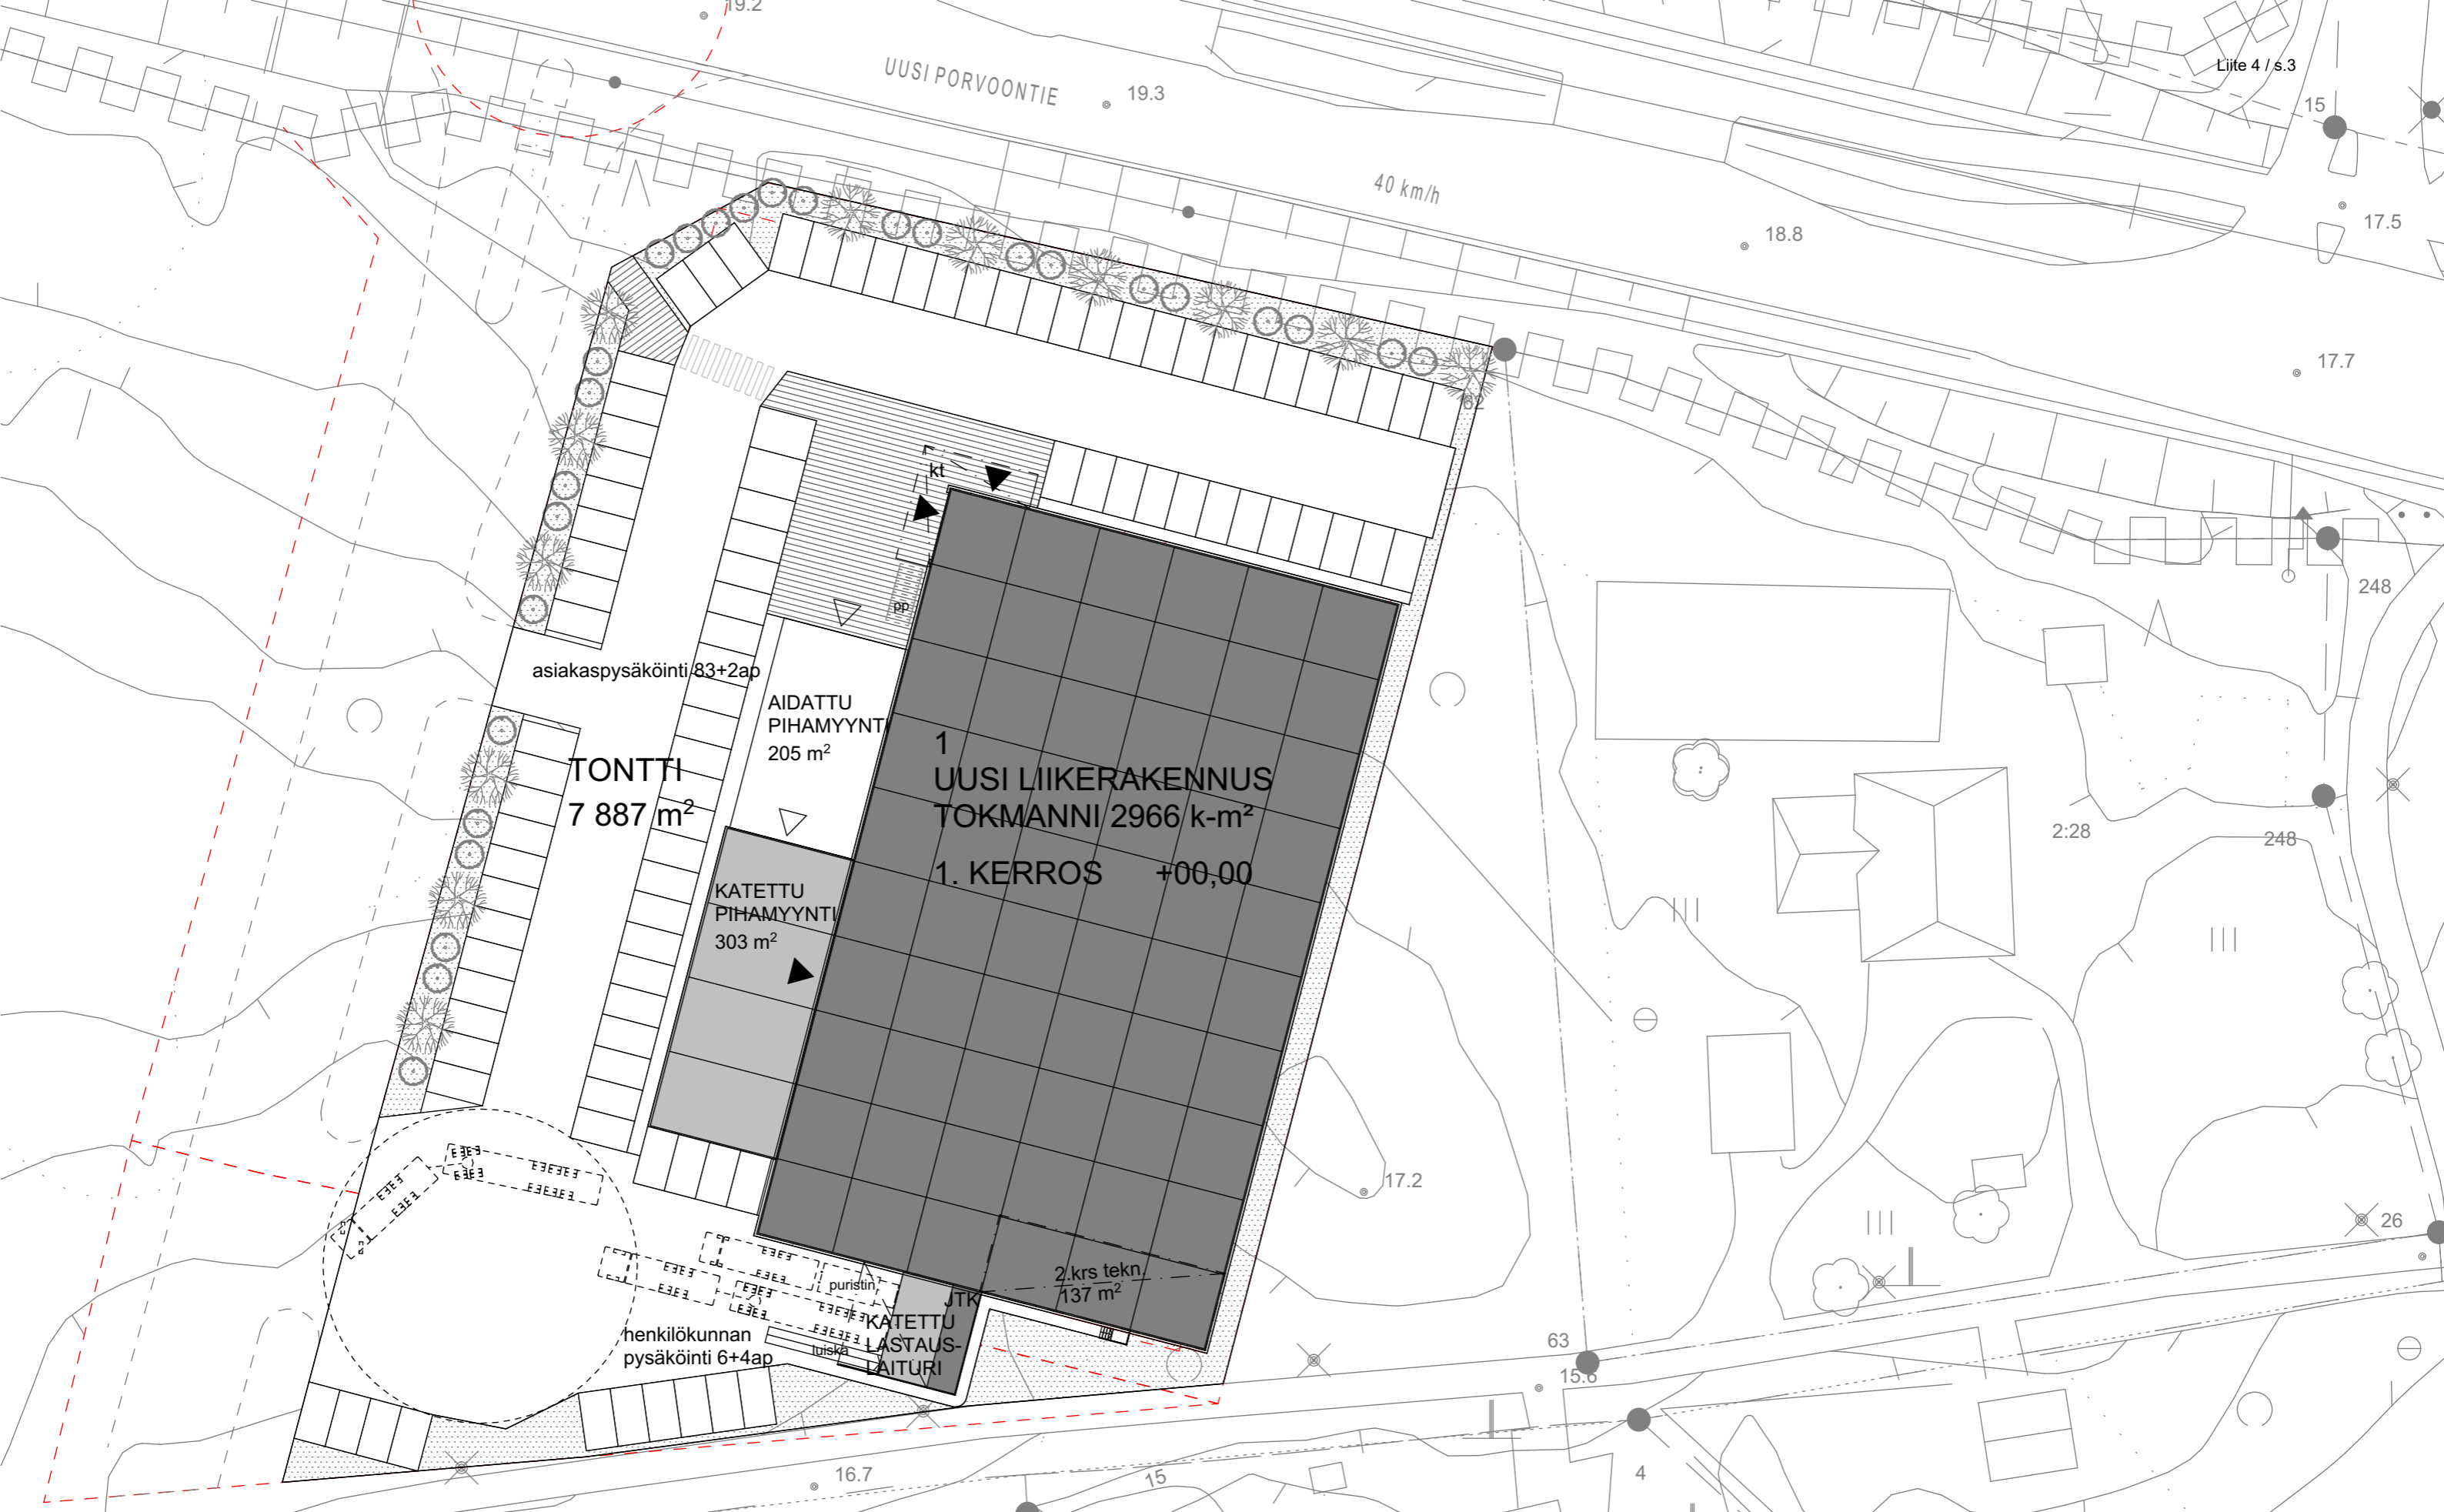 19.2
UUSI PORVOONTIE
19.3
Liite 4 / s.3
15
40 km/h
17.5
18.8
17.7
62
kt
248
pp
asiakaspysäköinti 83+2ap
AIDATTU
PIHAMYYNTI
205 m²
TONTTI
7 887 m²
1
UUSI LIIKERAKENNUS
TOKMANNI 2966 k-m²
1. KERROS +00,00
2:28
248
KATETTU
PIHAMYYNTI
303 m²
17.2
26
2.krs tekn.
137 m²
puristin
JTK
KATETTU
LASTAUS-
LAITURI
luiska
henkilökunnan
pysäköinti 6+4ap
63
15.6
16.7
15
4